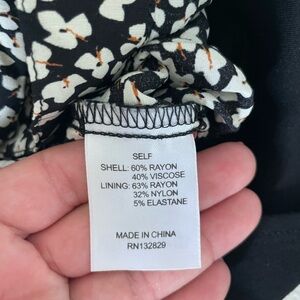 SELF
SHELL: 60% RAYON
40% VISCOSE
LINING: 63% RAYON
32% NYLON
5% ELASTANE
MADE IN CHINA
RN132829